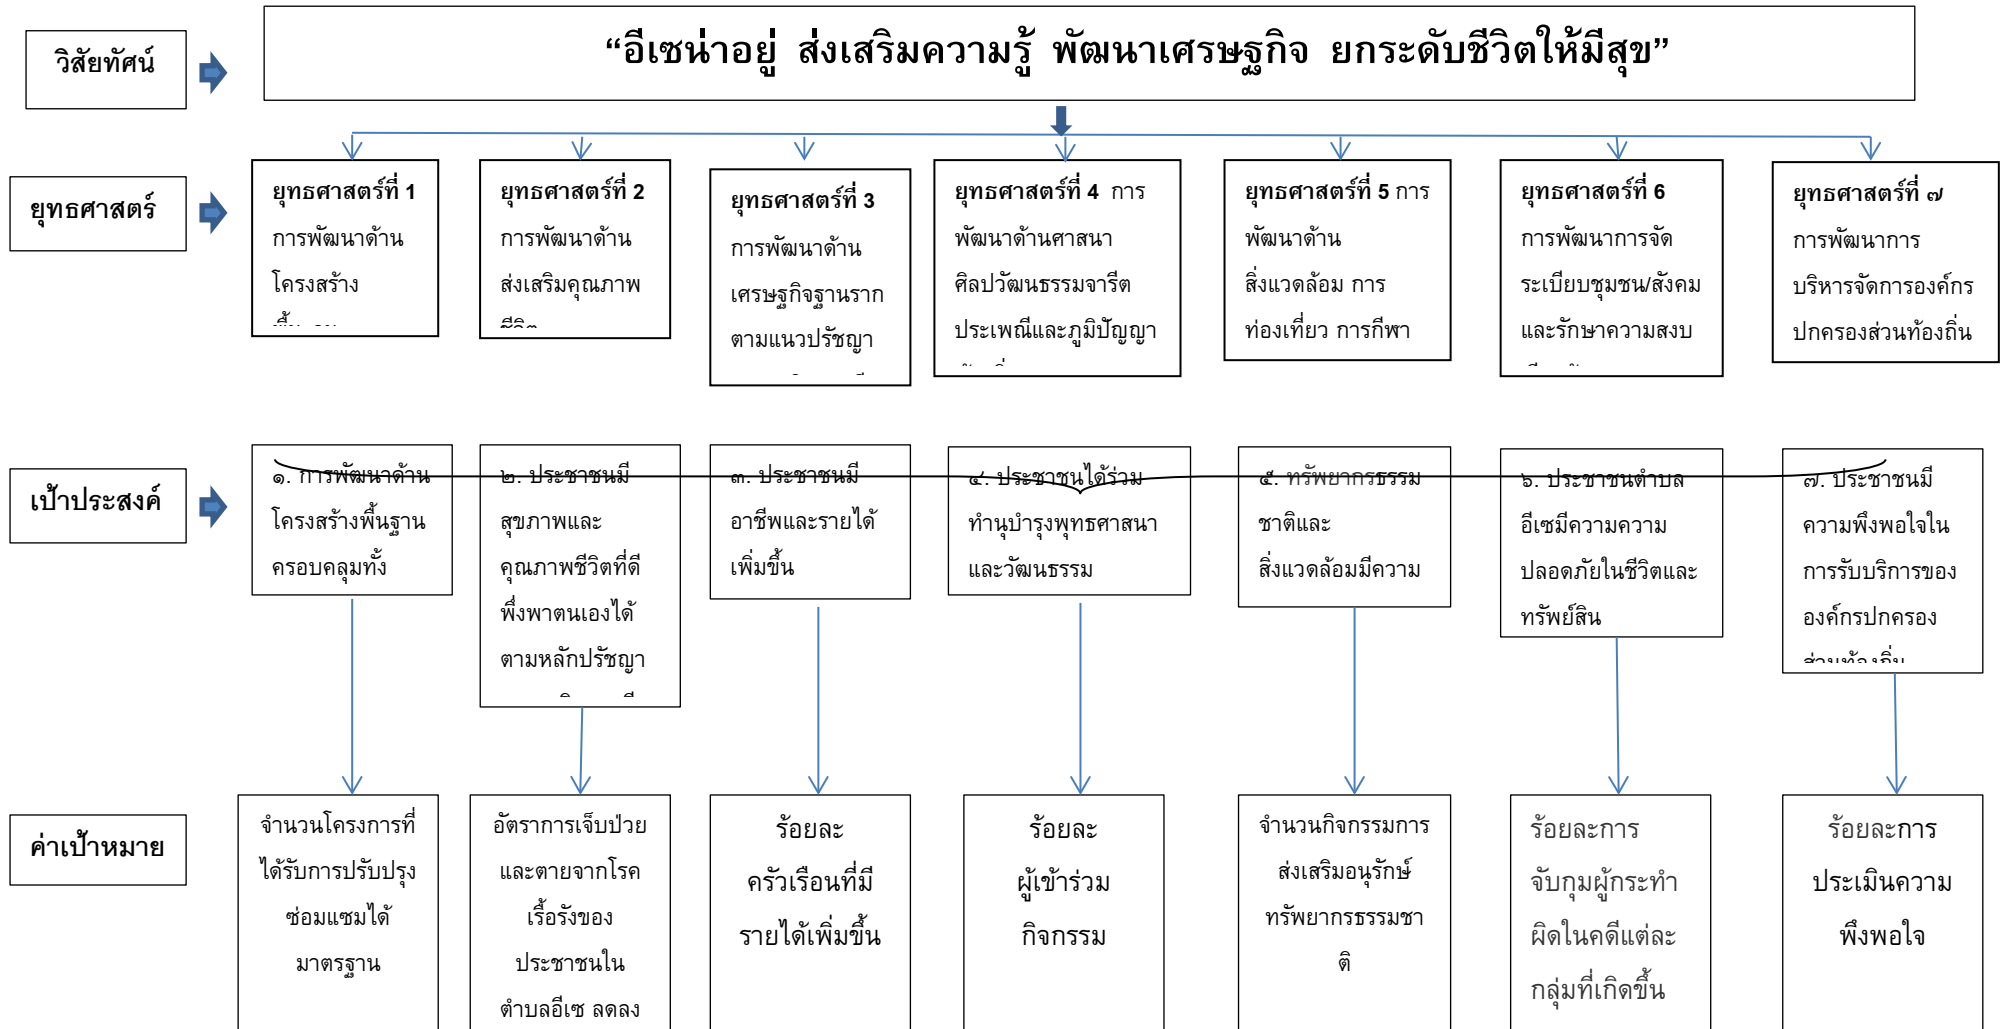 วิสัยทัศน์
“อีเซน่าอยู่ ส่งเสริมความรู้ พัฒนาเศรษฐกิจ ยกระดับชีวิตให้มีสุข”
ยุทธศาสตร์
ยุทธศาสตร์ที่ 1
การพัฒนาด้าน
โครงสร้าง
ยุทธศาสตร์ที่ 2
การพัฒนาด้าน
ส่งเสริมคุณภาพ
ชีวิต
ยุทธศาสตร์ที่ 3
การพัฒนาด้าน
เศรษฐกิจฐานราก
ตามแนวปรัชญา
ยุทธศาสตร์ที่ 4 การ
พัฒนาด้านศาสนา
ศิลปวัฒนธรรมจารีต
ประเพณีและภูมิปัญญา
ยุทธศาสตร์ที่ 5 การ
พัฒนาด้าน
สิ่งแวดล้อม การ
ท่องเที่ยว การกีฬา
ยุทธศาสตร์ที่ 6
การพัฒนาการจัด
ระเบียบชุมชน/สังคม
และรักษาความสงบ
ยุทธศาสตร์ที่ ๗
การพัฒนาการ
บริหารจัดการองค์กร
ปกครองส่วนท้องถิ่น
เป้าประสงค์
๑. การพัฒนาด้าน
โครงสร้างพื้นฐาน
ครอบคลุมทั้ง
๒. ประชาชนมี
สุขภาพและ
คุณภาพชีวิตที่ดี
พึ่งพาตนเองได้
ตามหลักปรัชญา
๓. ประชาชนมี
อาชีพและรายได้
เพิ่มขึ้น
๔. ประชาชนได้ร่วม
ทำนุบำรุงพุทธศาสนา
และวัฒนธรรม
๕. ทรัพยากรธรรม
ชาติและ
สิ่งแวดล้อมมีความ
๖. ประชาชนตำบล
อีเซมีความความ
ปลอดภัยในชีวิตและ
ทรัพย์สิน
๗. ประชาชนมี
ความพึงพอใจใน
การรับบริการของ
องค์กรปกครอง
ส่วนท้องถิ่น
ค่าเป้าหมาย
จำนวนโครงการที่
ได้รับการปรับปรุง
ซ่อมแซมได้
มาตรฐาน
อัตราการเจ็บป่วย
และตายจากโรค
เรื้อรังของ
ประชาชนใน
ตำบลอีเซ ลดลง
ร้อยละ
ครัวเรือนที่มี
รายได้เพิ่มขึ้น
ร้อยละ
ผู้เข้าร่วม
กิจกรรม
จำนวนกิจกรรมการ
ส่งเสริมอนุรักษ์
ทรัพยากรธรรมชา
ติ
ร้อยละการ
จับกุมผู้กระทำ
ผิดในคดีแต่ละ
กลุ่มที่เกิดขึ้น
ร้อยละการ
ประเมินความ
พึงพอใจ